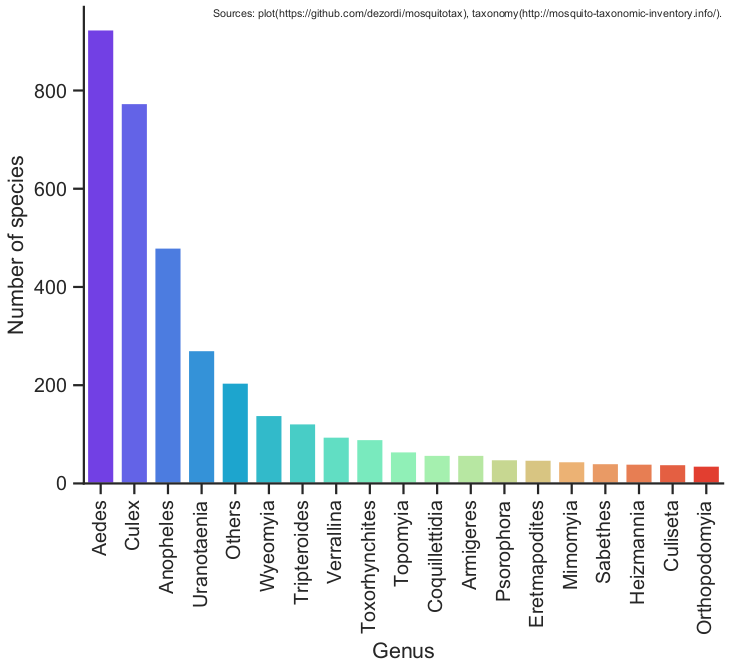 Sources: plot(https://github.com/dezordi/mosquitotax), taxonomy(http://mosquito-taxonomic-inventory.info/).
Number of species
800
600
400
200
0
Aedes
Culex
Anopheles
Uranotaenia
Others
Wyeomyia
Tripteroides
Verrallina
Toxorhynchites
Topomyia
Coquillettidia
Armigeres
Psorophora
Eretmapodites
Mimomyia
Sabethes
Heizmannia
Culiseta
Orthopodomyia
Genus